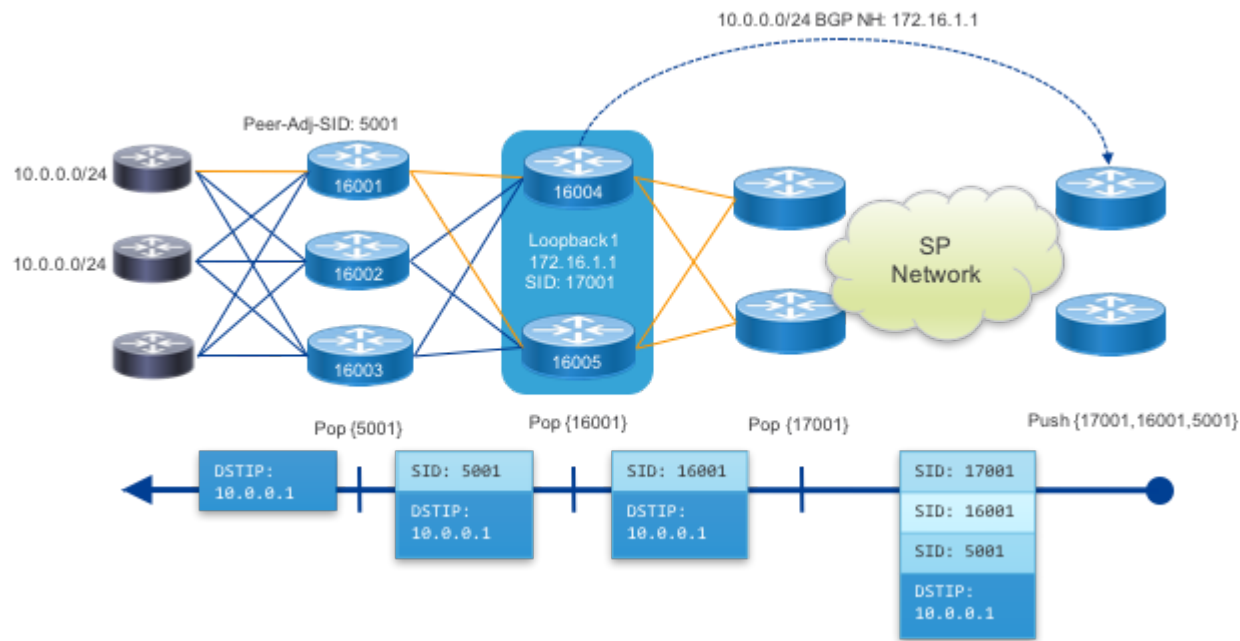 10.0.0.0/24 BGP NH: 172.16.1.1
Peer-Adj-SID: 5001
10.0.0.0/24
16001
16004
10.0.0.0/24
16002
Loopback1
172.16.1.1
SID: 17001
SP
Network
16003
16005
Pop {5001}
Pop {16001}
Pop {17001}
Push {17001,16001,5001}
DSTIP:
10.0.0.1
SID: 5001
DSTIP:
10.0.0.1
SID: 16001
DSTIP:
10.0.0.1
SID: 17001
SID: 16001
SID: 5001
DSTIP:
10.0.0.1